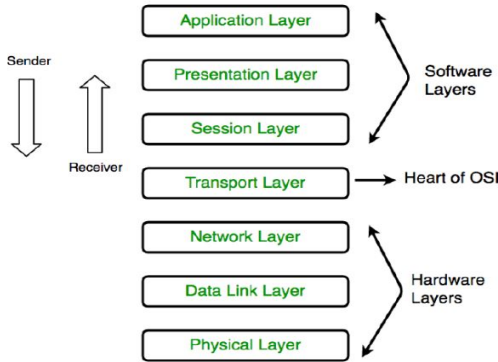 Application Layer
Sender
Presentation Layer
Software
Layers
Session Layer
Receiver
Transport Layer
Heart of OSI
Network Layer
Data Link Layer
Hardware
Layers
Physical Layer